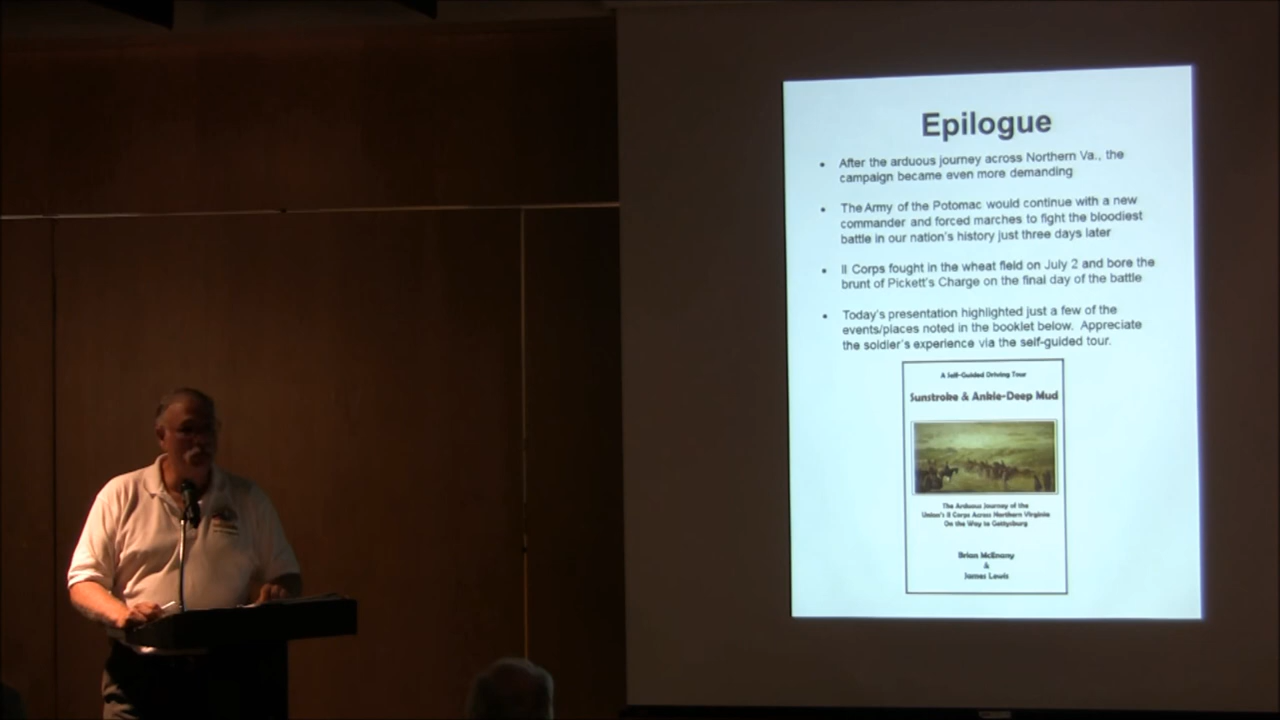 Epilogue
• After the arduous journey across Northern Va., the
campaign became even more demanding
• The Army of the Potomac would continue with a new
commander and forced marches to fight the bloodiest
battle in our nation's history just three days later
• II Corps fought in the wheat field on July 2 and bore the
brunt of Pickett's Charge on the final day of the battle
• Today's presentation highlighted just a few of the
events/places noted in the booklet below. Appreciate
the soldier's experience via the self-guided tour.
A Self-Guided Driving Tour
Sunstroke & Ankle-Deep Mud
The Arduous Journey of the
Union's II Corps Across Northern Virginia
On the Way to Gettysburg
Brian McEnany
&
James Lewis